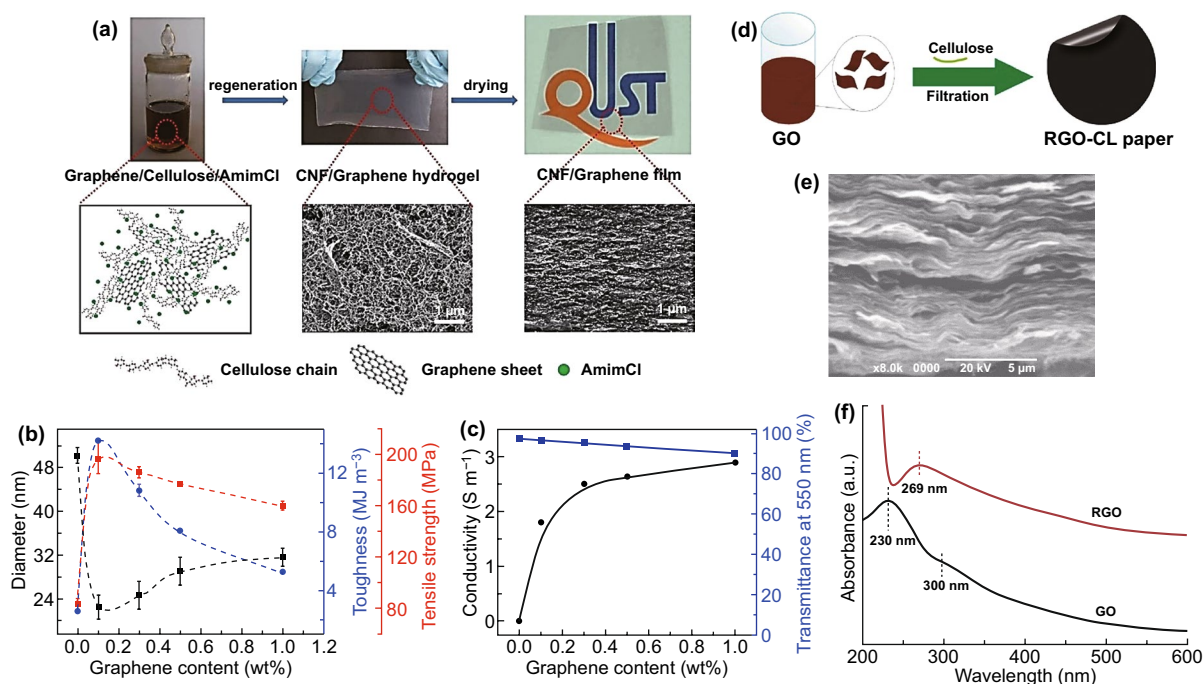 (a)
regeneration
drying
QUST
Graphene/Cellulose/AmimCl
CNF/Graphene hydrogel
CNF/Graphene film
1 µm
1 µm
Cellulose chain
Graphene sheet
AmimCl
(d)
Cellulose
Filtration
GO
RGO-CL paper
(e)
x8.0k 0000 20 kV 5 µm
(b)
Diameter (nm)
48
40
32
24
12
8
4
Toughness (MJ m⁻³)
200
160
120
80
Tensile strength (MPa)
0.0 0.2 0.4 0.6 0.8 1.0 1.2
Graphene content (wt%)
(c)
Conductivity (S m⁻¹)
3
2
1
0
100
80
60
40
20
0
Transmittance at 550 nm (%)
0.0 0.2 0.4 0.6 0.8 1.0
Graphene content (wt%)
(f)
Absorbance (a.u.)
269 nm
RGO
230 nm
300 nm
GO
200 300 400 500 600
Wavelength (nm)